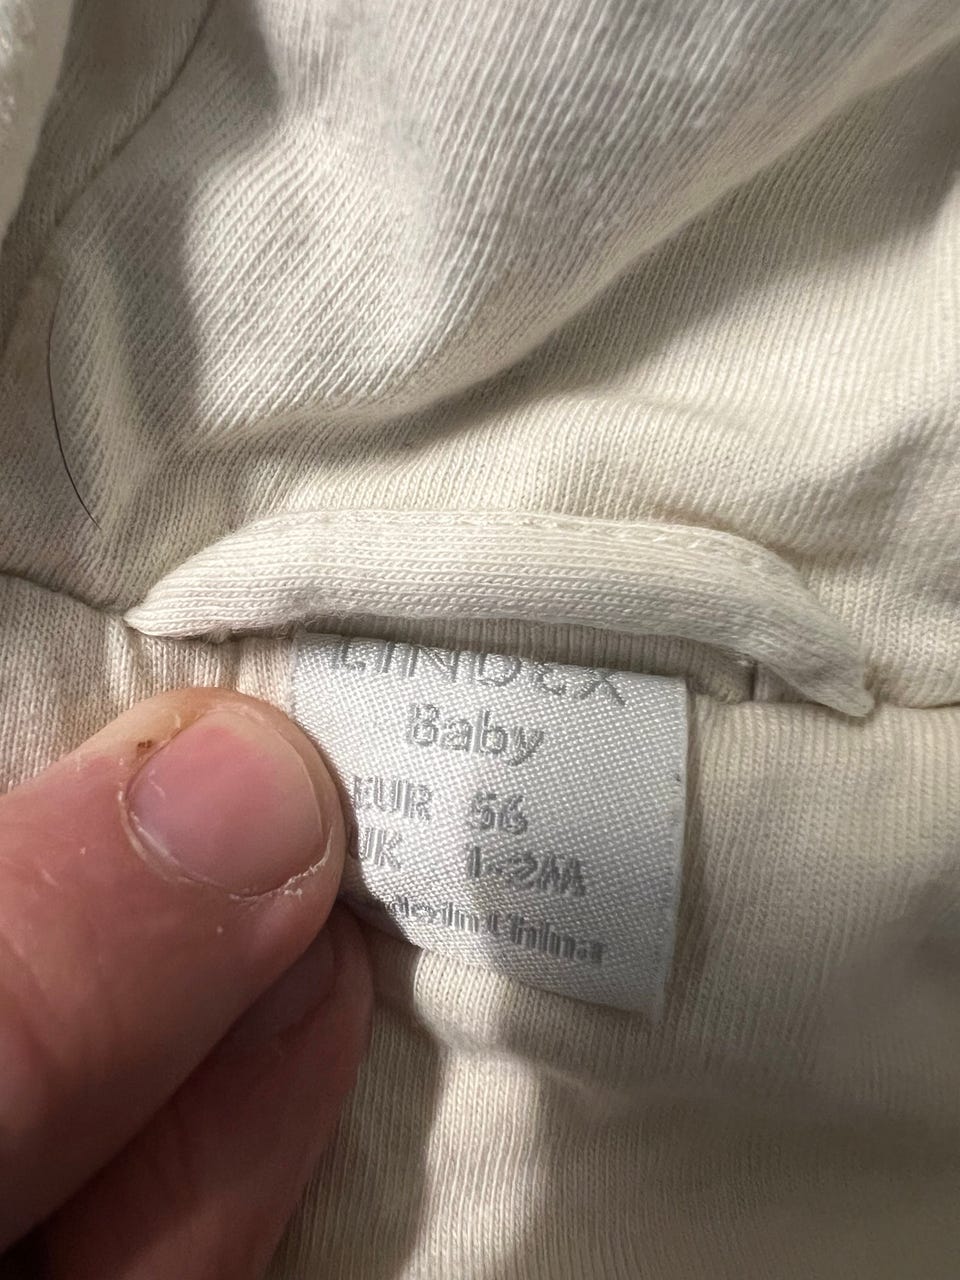 LINDEX
Baby
EUR 56
UK 1-2M
Made in China